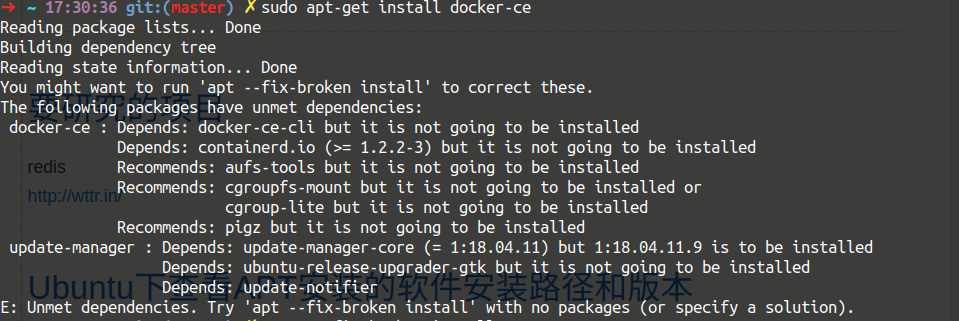 → ~ 17:30:36 git:(master) ✗ sudo apt-get install docker-ce
Reading package lists... Done
Building dependency tree
Reading state information... Done
You might want to run 'apt --fix-broken install' to correct these.
要研究的项目
The following packages have unmet dependencies:
 docker-ce : Depends: docker-ce-cli but it is not going to be installed
             Depends: containerd.io (>= 1.2.2-3) but it is not going to be installed
redis
             Recommends: aufs-tools but it is not going to be installed
             Recommends: cgroupfs-mount but it is not going to be installed or
http://wttr.in/
                         cgroup-lite but it is not going to be installed
             Recommends: pigz but it is not going to be installed
 update-manager : Depends: update-manager-core (= 1:18.04.11) but 1:18.04.11.9 is to be installed
                  Depends: ubuntu-release-upgrader-gtk but it is not going to be installed
Ubuntu下查看APT安装的软件安装路径和版本
                  Depends: update-notifier
E: Unmet dependencies. Try 'apt --fix-broken install' with no packages (or specify a solution).